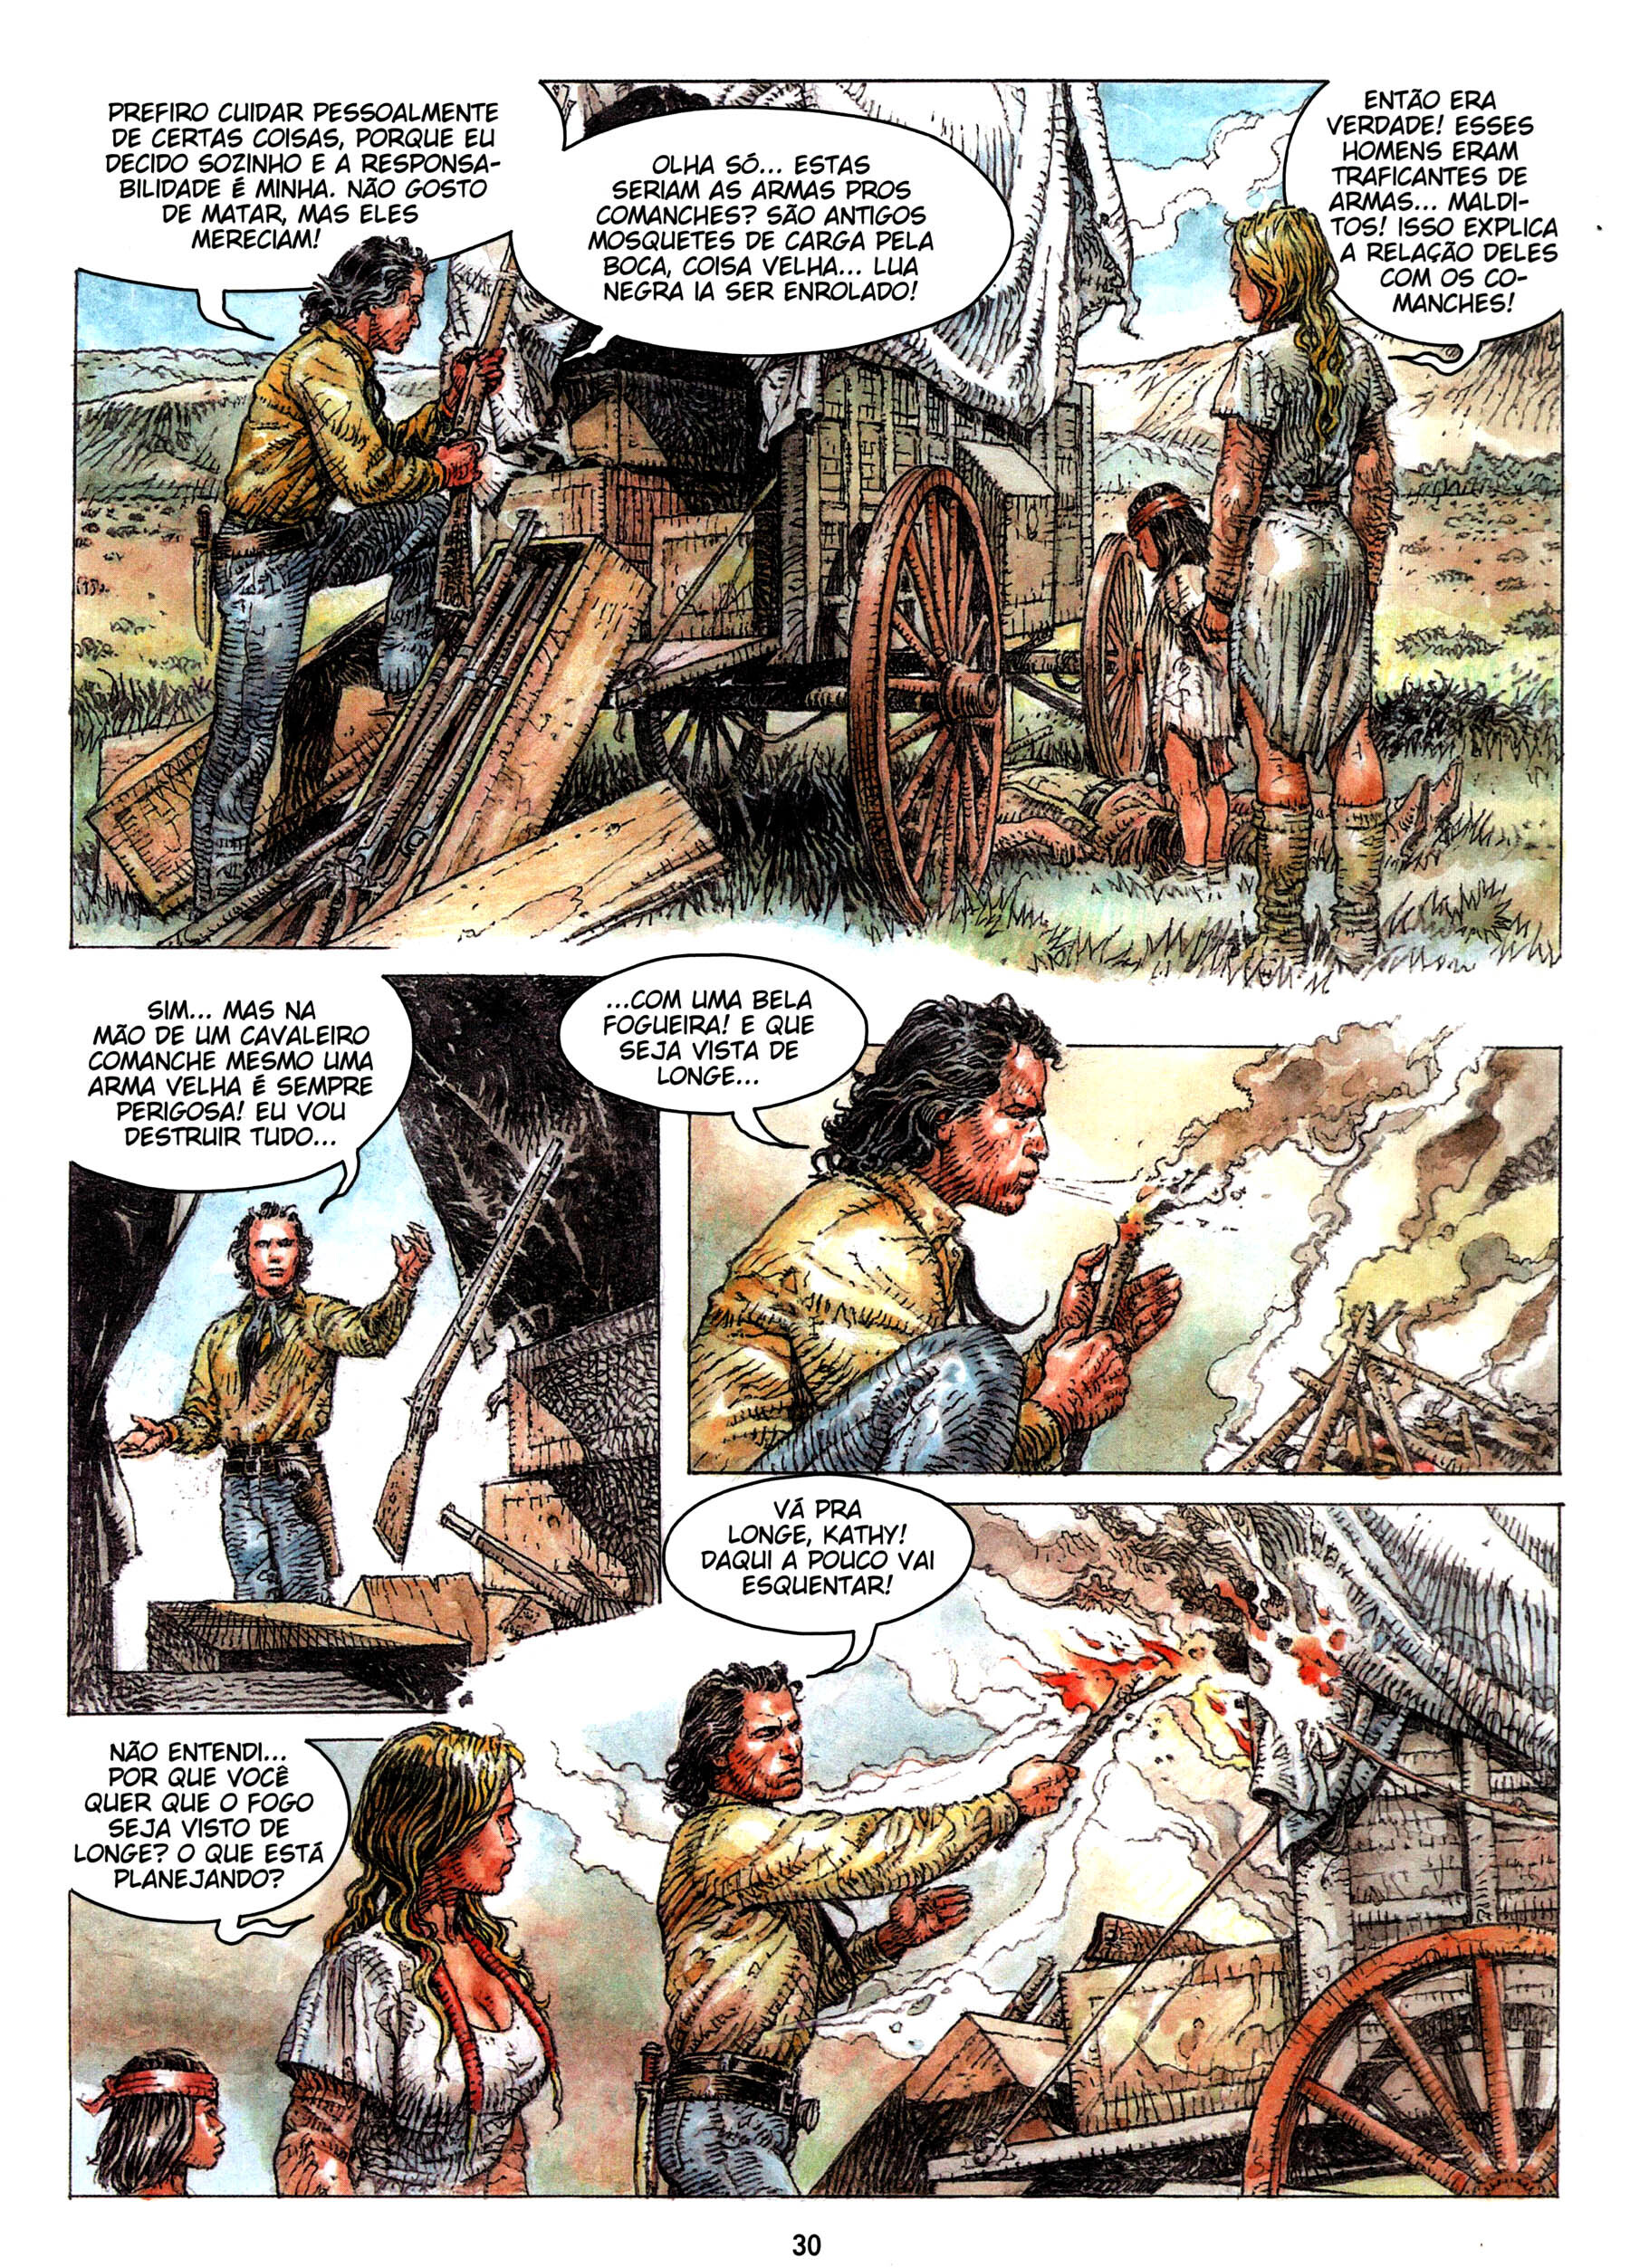 PREFIRO CUIDAR PESSOALMENTE
DE CERTAS COISAS, PORQUE EU
DECIDO SOZINHO E A RESPONSA-
BILIDADE É MINHA. NÃO GOSTO
DE MATAR, MAS ELES
MERECIAM!
OLHA SÓ... ESTAS
SERIAM AS ARMAS PROS
COMANCHES? SÃO ANTIGOS
MOSQUETES DE CARGA PELA
BOCA, COISA VELHA... LUA
NEGRA IA SER ENROLADO!
ENTÃO ERA
VERDADE! ESSES
HOMENS ERAM
TRAFICANTES DE
ARMAS... MALDI-
TOS! ISSO EXPLICA
A RELAÇÃO DELES
COM OS CO-
MANCHES!
SIM... MAS NA
MÃO DE UM CAVALEIRO
COMANCHE MESMO UMA
ARMA VELHA É SEMPRE
PERIGOSA! EU VOU
DESTRUIR TUDO...
...COM UMA BELA
FOGUEIRA! E QUE
SEJA VISTA DE
LONGE...
VÁ PRA
LONGE, KATHY!
DAQUI A POUCO VAI
ESQUENTAR!
NÃO ENTENDI...
POR QUE VOCÊ
QUER QUE O FOGO
SEJA VISTO DE
LONGE? O QUE ESTÁ
PLANEJANDO?
30